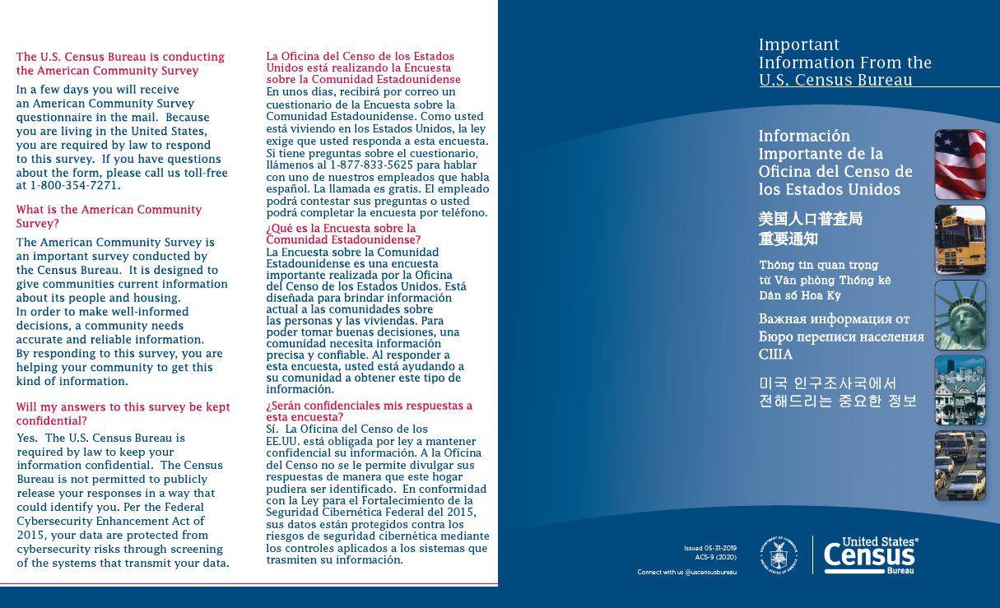 The U.S. Census Bureau is conducting
the American Community Survey
In a few days you will receive
an American Community Survey
questionnaire in the mail.  Because
you are living in the United States,
you are required by law to respond
to this survey.  If you have questions
about the form, please call us toll-free
at 1-800-354-7271.
What is the American Community
Survey?
The American Community Survey is
an important survey conducted by
the Census Bureau.  It is designed to
give communities current information
about its people and housing.
In order to make well-informed
decisions, a community needs
accurate and reliable information.
By responding to this survey, you are
helping your community to get this
kind of information.
Will my answers to this survey be kept
confidential?
Yes.  The U.S. Census Bureau is
required by law to keep your
information confidential.  The Census
Bureau is not permitted to publicly
release your responses in a way that
could identify you. Per the Federal
Cybersecurity Enhancement Act of
2015, your data are protected from
cybersecurity risks through screening
of the systems that transmit your data.
La Oficina del Censo de los Estados
Unidos está realizando la Encuesta
sobre la Comunidad Estadounidense
En unos días, recibirá por correo un
cuestionario de la Encuesta sobre la
Comunidad Estadounidense. Como usted
está viviendo en los Estados Unidos, la ley
exige que usted responda a esta encuesta.
Si tiene preguntas sobre el cuestionario,
llámenos al 1-877-833-5625 para hablar
con uno de nuestros empleados que habla
español. La llamada es gratis. El empleado
podrá contestar sus preguntas o usted
podrá completar la encuesta por teléfono.
¿Qué es la Encuesta sobre la
Comunidad Estadounidense?
La Encuesta sobre la Comunidad
Estadounidense es una encuesta
importante realizada por la Oficina
del Censo de los Estados Unidos. Está
diseñada para brindar información
actual a las comunidades sobre
las personas y las viviendas. Para
poder tomar buenas decisiones, una
comunidad necesita información
precisa y confiable. Al responder a
esta encuesta, usted está ayudando a
su comunidad a obtener este tipo de
información.
¿Serán confidenciales mis respuestas a
esta encuesta?
Sí.  La Oficina del Censo de los
EE.UU. está obligada por ley a mantener
confidencial su información. A la Oficina
del Censo no se le permite divulgar sus
respuestas de manera que este hogar
pudiera ser identificado.  En conformidad
con la Ley para el Fortalecimiento de la
Seguridad Cibernética Federal del 2015,
sus datos están protegidos contra los
riesgos de seguridad cibernética mediante
los controles aplicados a los sistemas que
trasmiten su información.
Important
Information From the
U.S. Census Bureau
Información
Importante de la
Oficina del Censo de
los Estados Unidos
美国人口普查局
重要通知
Thông tin quan trọng
từ Văn phòng Thống kê
Dân số Hoa Kỳ
Важная информация от
Бюро переписи населения
США
미국 인구조사국에서
전해드리는 중요한 정보
SCHOOL BUS
Issued 05-31-2019
ACS-9 (2020)
Connect with us @uscensusbureau
DEPARTMENT OF COMMERCE
UNITED STATES OF AMERICA
United States®
Census
Bureau